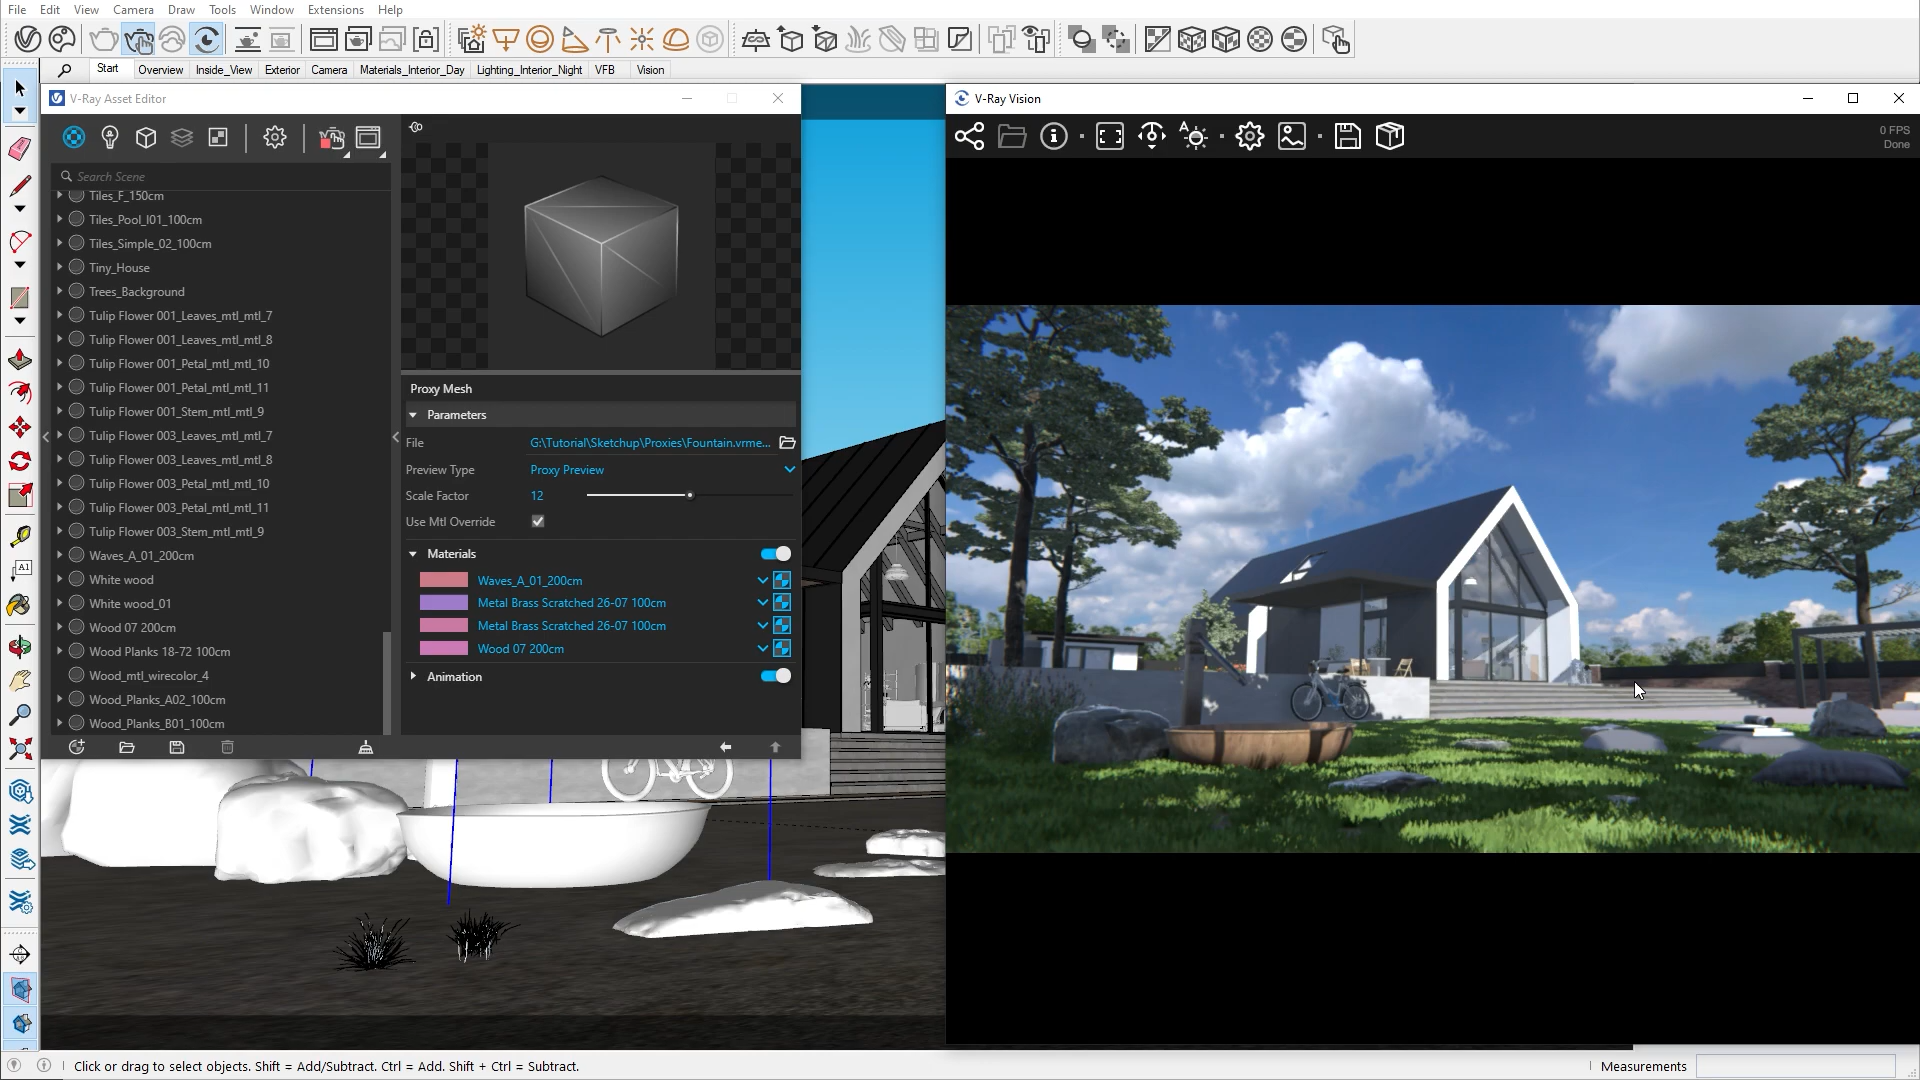 File Edit View Camera Draw Tools Window Extensions Help
Start Overview Inside_View Exterior Camera Materials_Interior_Day Lighting_Interior_Night VFB Vision
V-Ray Asset Editor
Search Scene
Tiles_F_150cm
Tiles_Pool_I01_100cm
Tiles_Simple_02_100cm
Tiny_House
Trees_Background
Tulip Flower 001_Leaves_mtl_mtl_7
Tulip Flower 001_Leaves_mtl_mtl_8
Tulip Flower 001_Petal_mtl_mtl_10
Tulip Flower 001_Petal_mtl_mtl_11
Tulip Flower 001_Stem_mtl_mtl_9
Tulip Flower 003_Leaves_mtl_mtl_7
Tulip Flower 003_Leaves_mtl_mtl_8
Tulip Flower 003_Petal_mtl_mtl_10
Tulip Flower 003_Petal_mtl_mtl_11
Tulip Flower 003_Stem_mtl_mtl_9
Waves_A_01_200cm
White wood
White wood_01
Wood 07 200cm
Wood Planks 18-72 100cm
Wood_mtl_wirecolor_4
Wood_Planks_A02_100cm
Wood_Planks_B01_100cm
Proxy Mesh
Parameters
File G:\Tutorial\Sketchup\Proxies\Fountain.vrme...
Preview Type Proxy Preview
Scale Factor 12
Use Mtl Override
Materials
Waves_A_01_200cm
Metal Brass Scratched 26-07 100cm
Metal Brass Scratched 26-07 100cm
Wood 07 200cm
Animation
V-Ray Vision
0 FPS
Done
A1
Click or drag to select objects. Shift = Add/Subtract. Ctrl = Add. Shift + Ctrl = Subtract.
Measurements